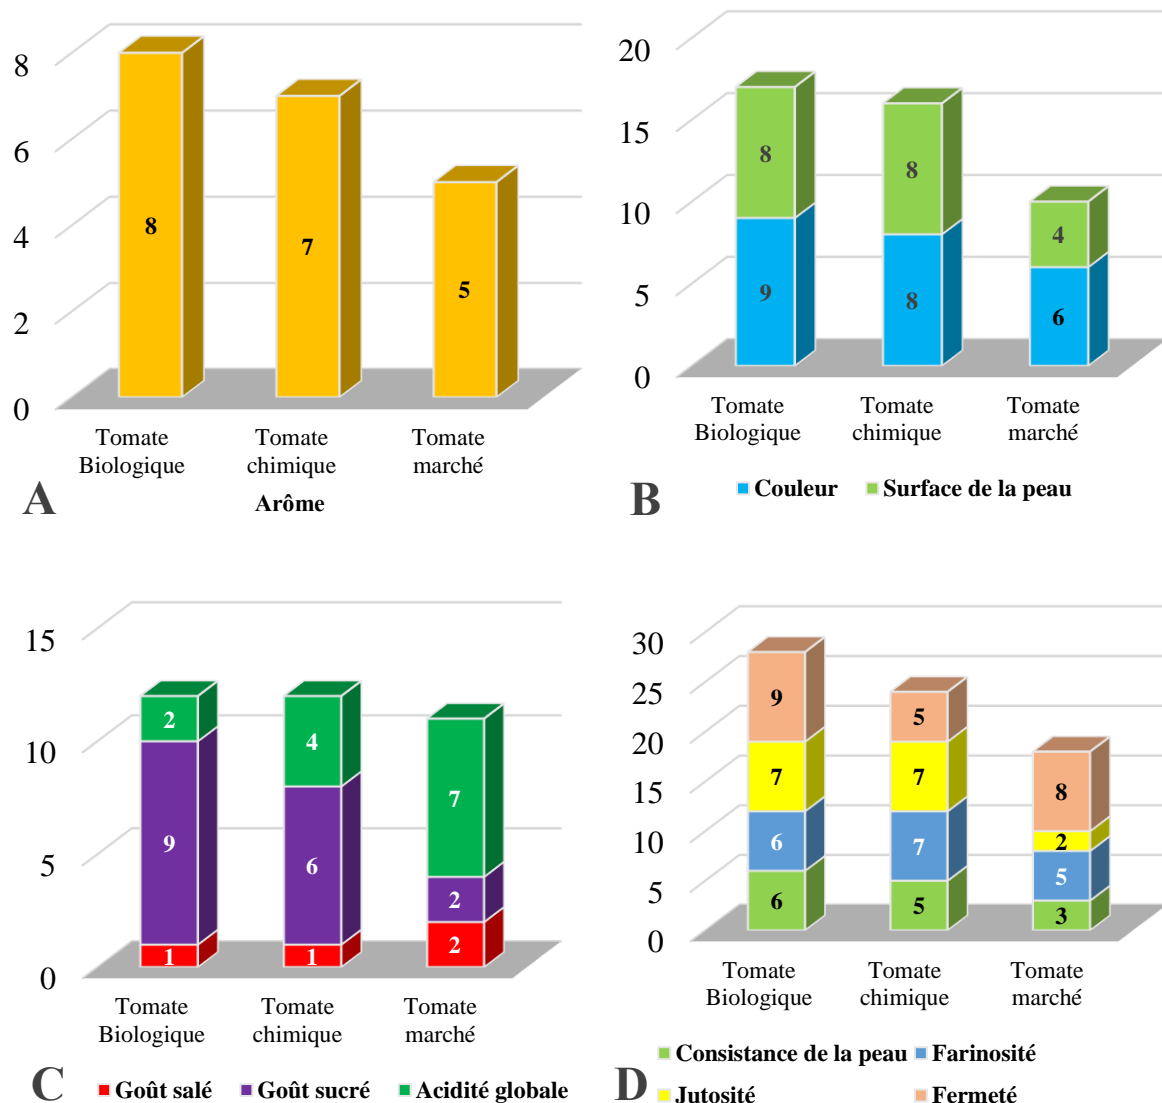 8
6
4
2
0
8
7
5
Tomate
Biologique
Tomate
chimique
Tomate
marché
A
Arôme
20
15
10
5
0
8
8
4
9
8
6
Tomate
Biologique
Tomate
chimique
Tomate
marché
B
Couleur
Surface de la peau
15
10
5
0
2
4
7
9
6
2
1
1
2
Tomate
Biologique
Tomate
chimique
Tomate
marché
C
Goût salé
Goût sucré
Acidité globale
30
25
20
15
10
5
0
9
5
8
7
7
2
6
7
5
6
5
3
Tomate
Biologique
Tomate
chimique
Tomate
marché
D
Consistance de la peau
Farinosité
Jutosité
Fermeté